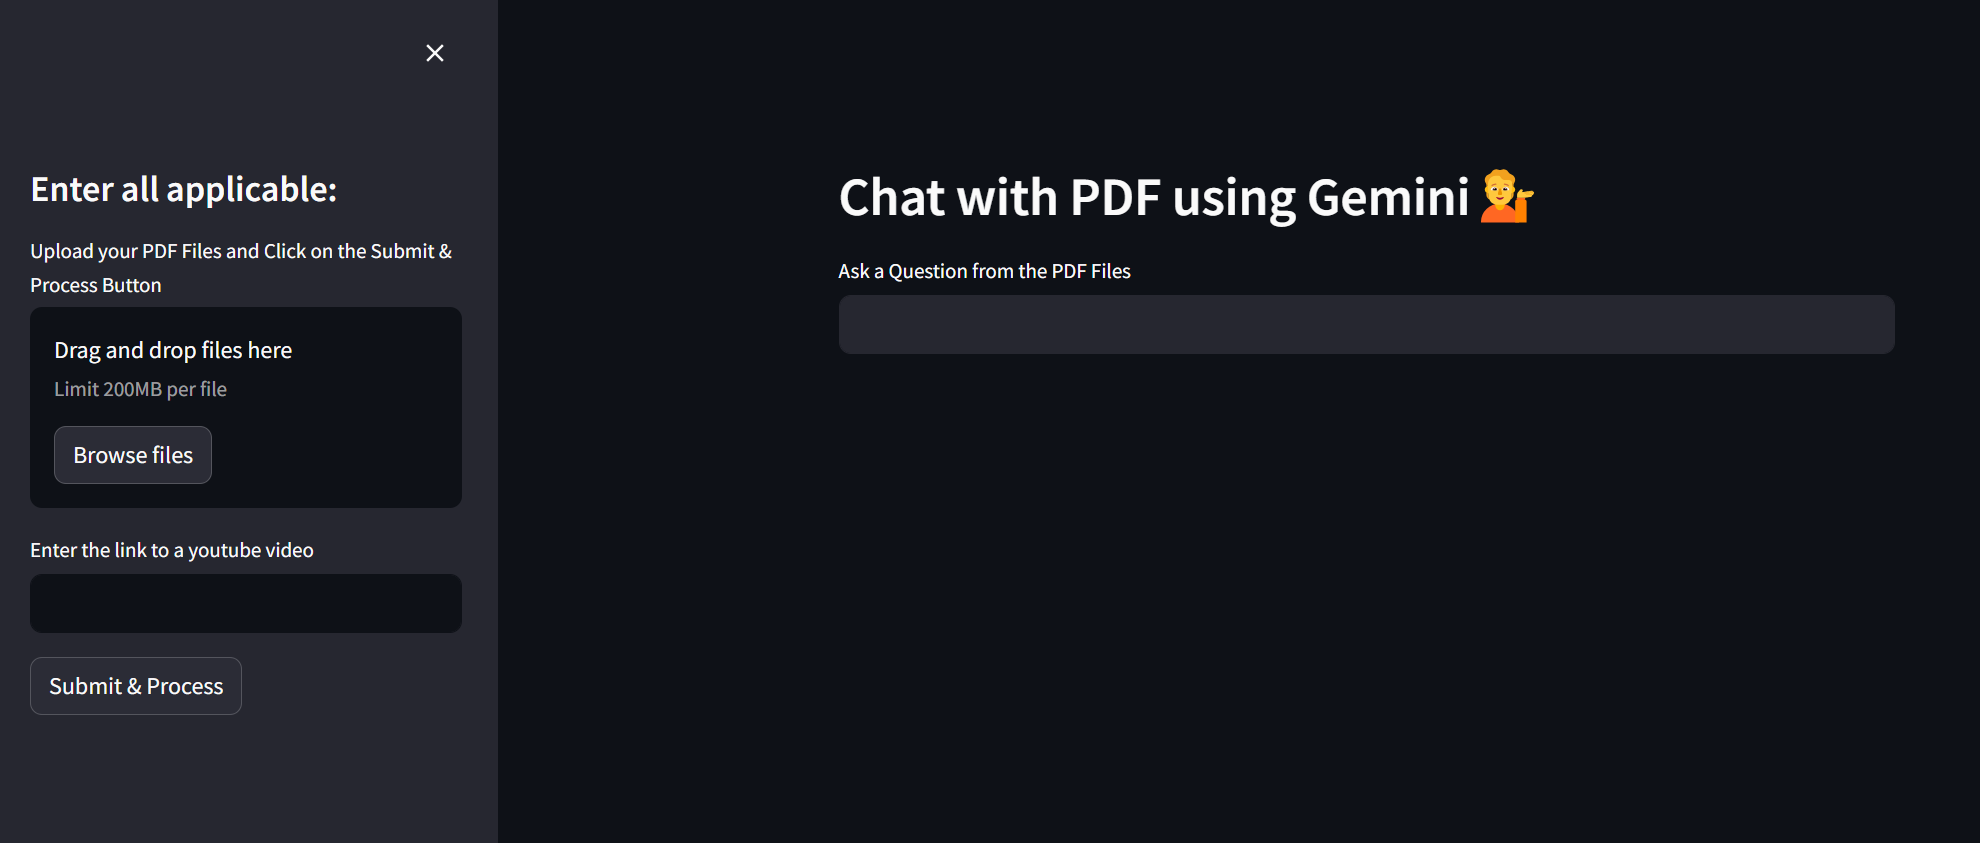 Enter all applicable:
Upload your PDF Files and Click on the Submit &
Process Button
Drag and drop files here
Limit 200MB per file
Browse files
Enter the link to a youtube video
Submit & Process
Chat with PDF using Gemini 💁
Ask a Question from the PDF Files